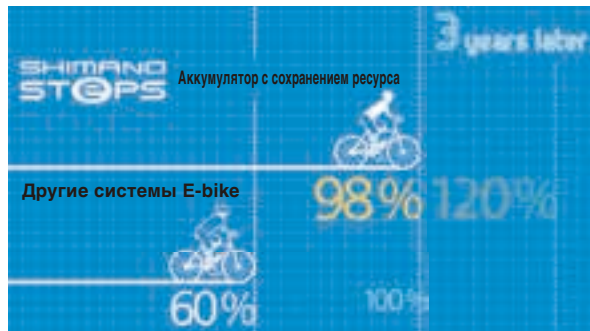 3 years later
SHIMANO
STEPS
Аккумулятор с сохранением ресурса
Другие системы E-bike
98% 120%
60%
100%